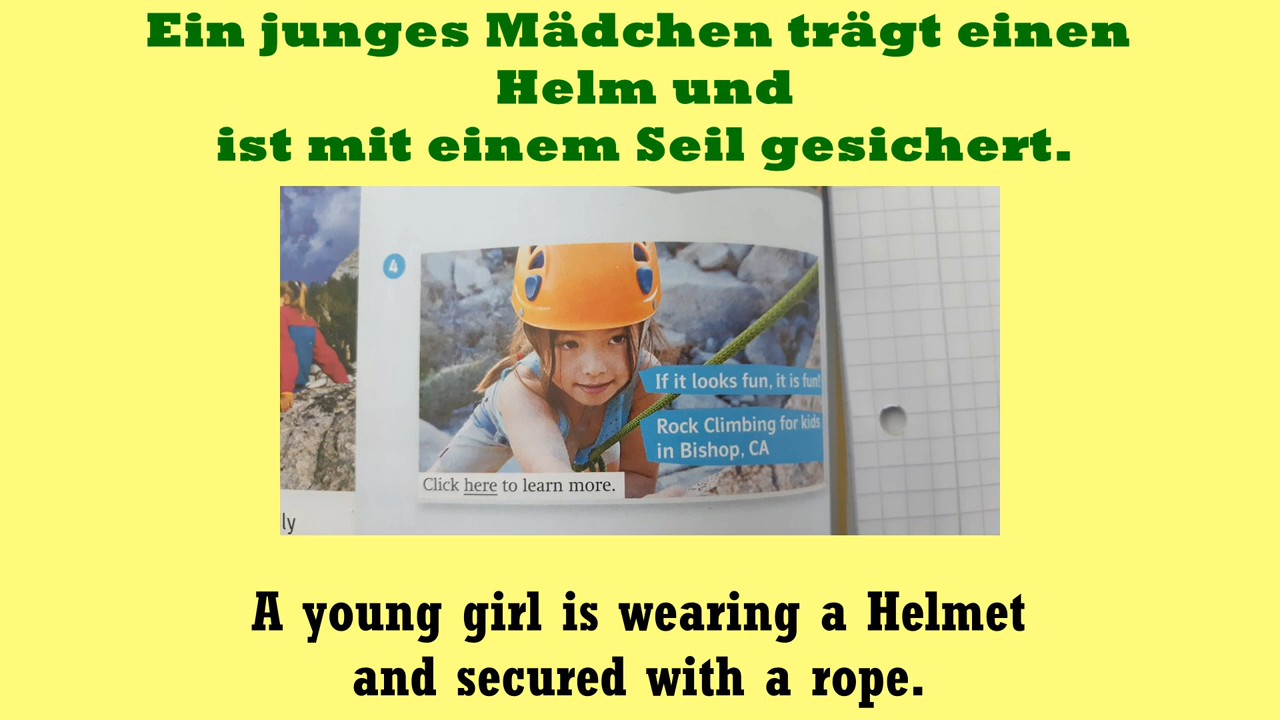 Ein junges Mädchen trägt einen
Helm und
ist mit einem Seil gesichert.
4
If it looks fun, it is fun!
Rock Climbing for kids
in Bishop, CA
Click here to learn more.
ly
A young girl is wearing a Helmet
and secured with a rope.